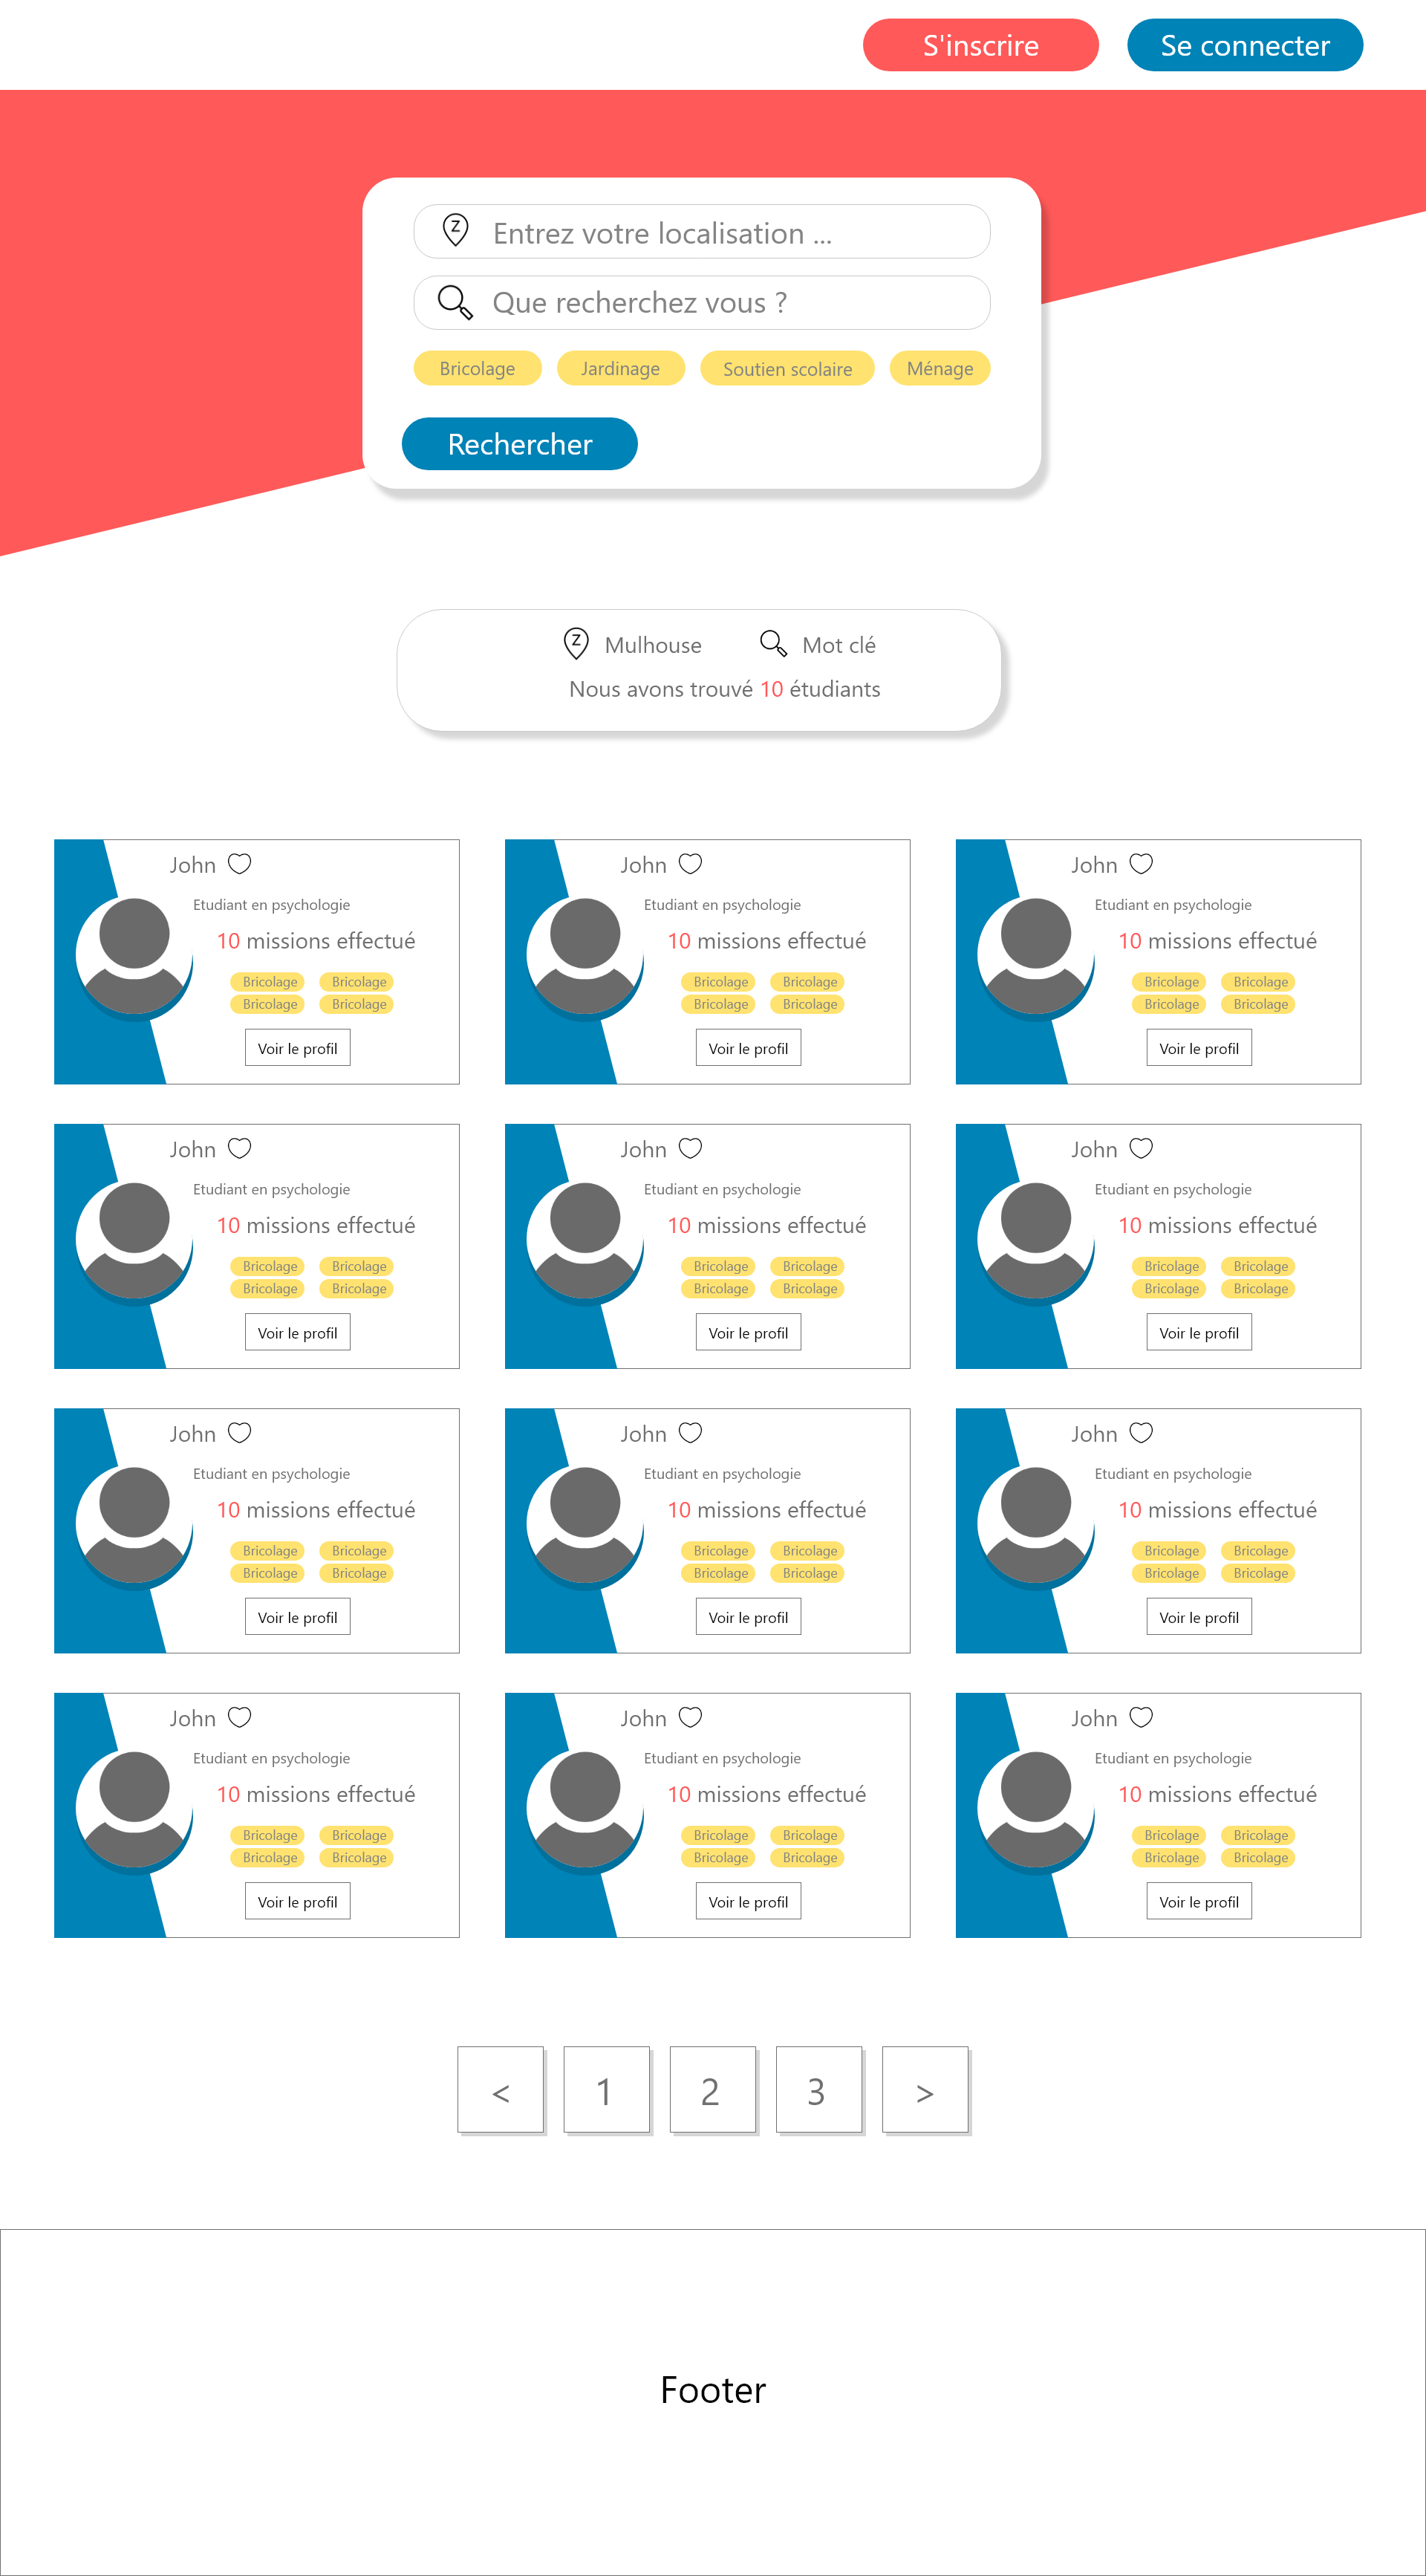 S'inscrire Se connecter
Z Entrez votre localisation ...
Que recherchez vous ?
Bricolage Jardinage Soutien scolaire Ménage
Rechercher
Z Mulhouse Mot clé
Nous avons trouvé 10 étudiants
John John John
Etudiant en psychologie Etudiant en psychologie Etudiant en psychologie
10 missions effectué 10 missions effectué 10 missions effectué
Bricolage Bricolage Bricolage Bricolage Bricolage Bricolage
Bricolage Bricolage Bricolage Bricolage Bricolage Bricolage
Voir le profil Voir le profil Voir le profil
John John John
Etudiant en psychologie Etudiant en psychologie Etudiant en psychologie
10 missions effectué 10 missions effectué 10 missions effectué
Bricolage Bricolage Bricolage Bricolage Bricolage Bricolage
Bricolage Bricolage Bricolage Bricolage Bricolage Bricolage
Voir le profil Voir le profil Voir le profil
John John John
Etudiant en psychologie Etudiant en psychologie Etudiant en psychologie
10 missions effectué 10 missions effectué 10 missions effectué
Bricolage Bricolage Bricolage Bricolage Bricolage Bricolage
Bricolage Bricolage Bricolage Bricolage Bricolage Bricolage
Voir le profil Voir le profil Voir le profil
John John John
Etudiant en psychologie Etudiant en psychologie Etudiant en psychologie
10 missions effectué 10 missions effectué 10 missions effectué
Bricolage Bricolage Bricolage Bricolage Bricolage Bricolage
Bricolage Bricolage Bricolage Bricolage Bricolage Bricolage
Voir le profil Voir le profil Voir le profil
< 1 2 3 >
Footer